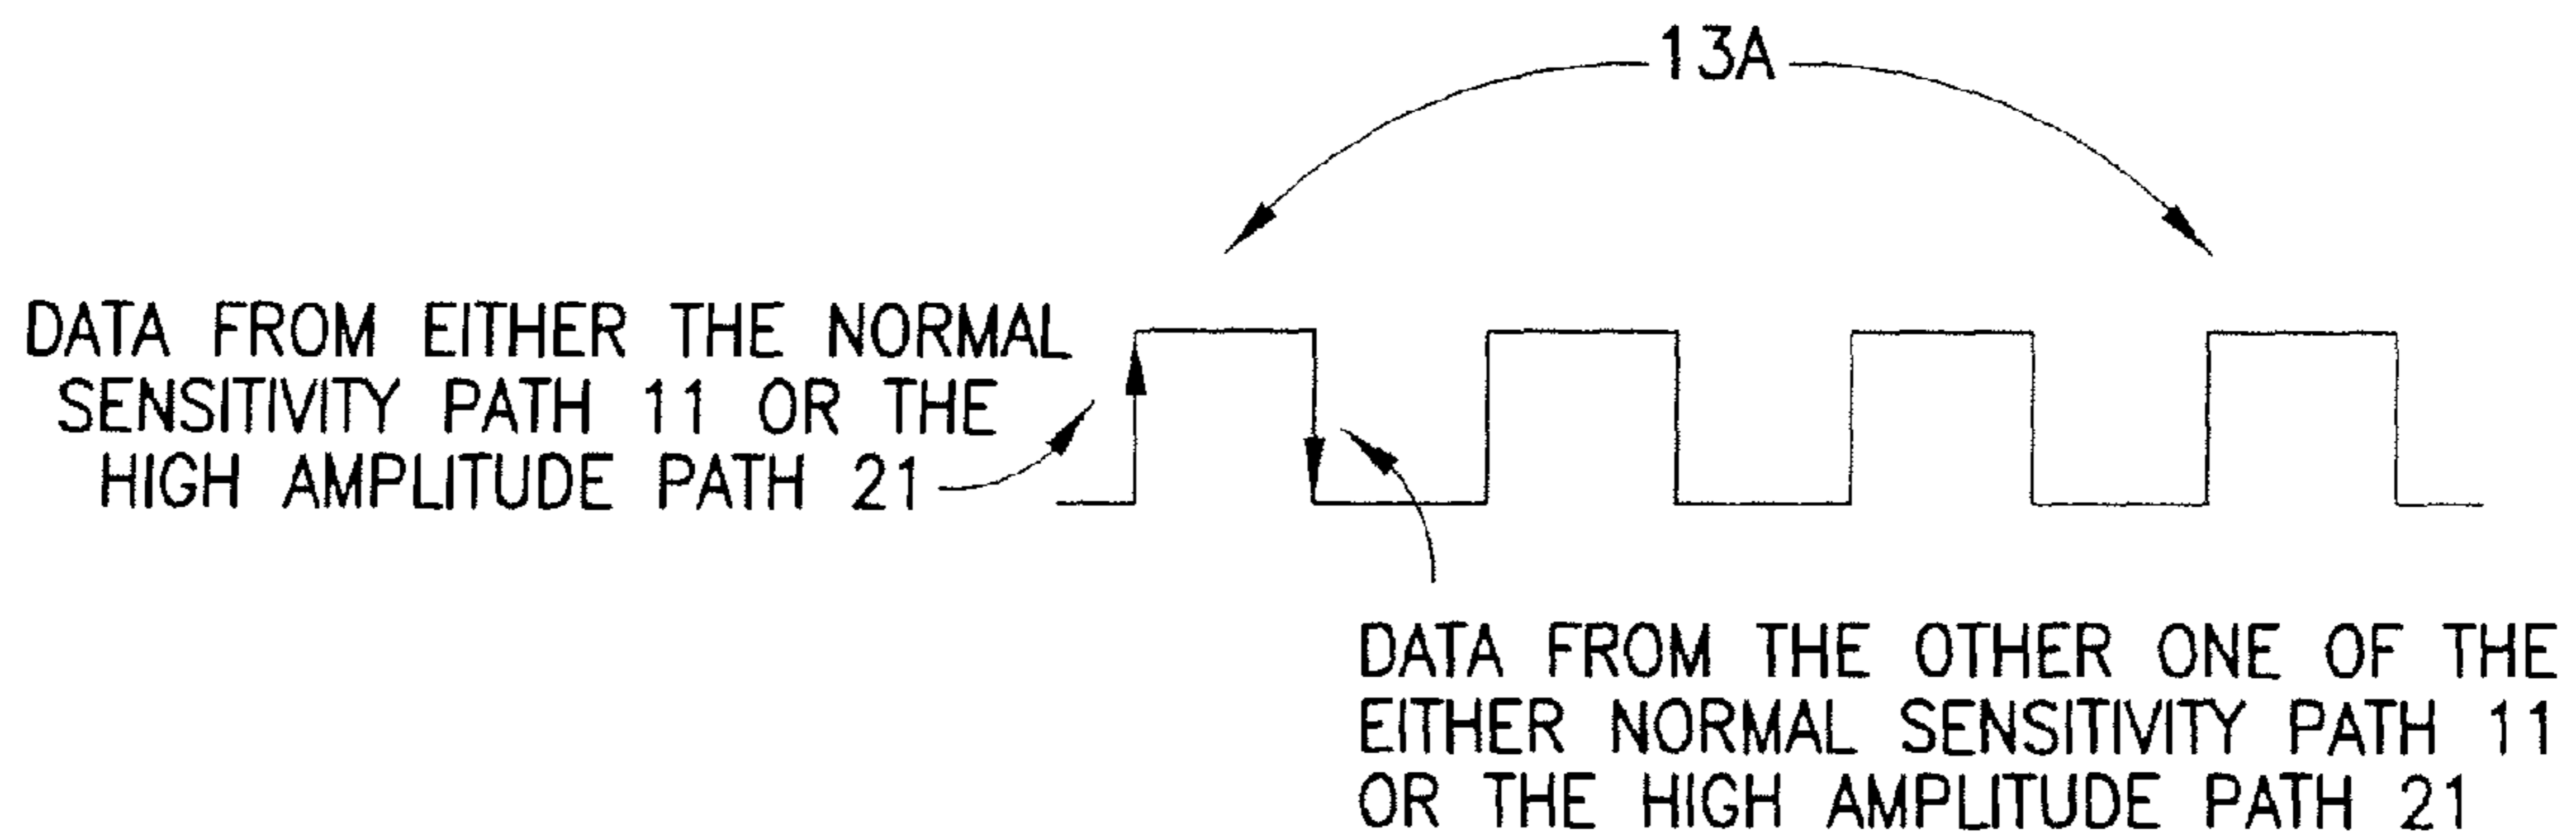 13A
DATA FROM EITHER THE NORMAL
SENSITIVITY PATH 11 OR THE
HIGH AMPLITUDE PATH 21
DATA FROM THE OTHER ONE OF THE
EITHER NORMAL SENSITIVITY PATH 11
OR THE HIGH AMPLITUDE PATH 21